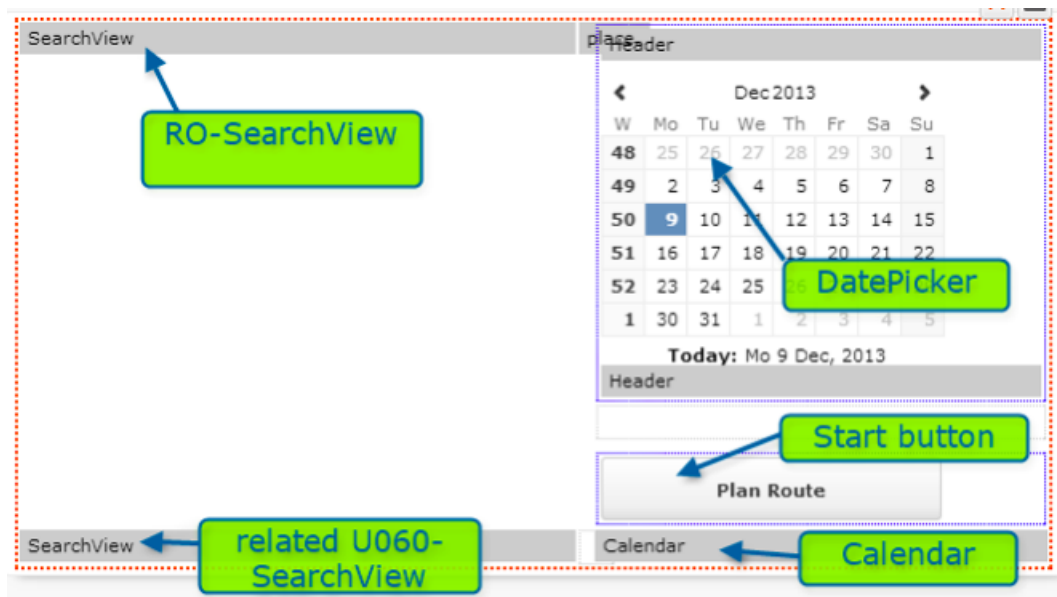 SearchView
place
Header
RO-SearchView
Dec 2013
W Mo Tu We Th Fr Sa Su
48 25 26 27 28 29 30 1
49 2 3 4 5 6 7 8
50 9 10 11 12 13 14 15
51 16 17 18 19 20 21 22
52 23 24 25 26
DatePicker
1 30 31 1 2 3 4 5
Today: Mo 9 Dec, 2013
Header
Start button
Plan Route
SearchView
related U060-
SearchView
Calendar
Calendar